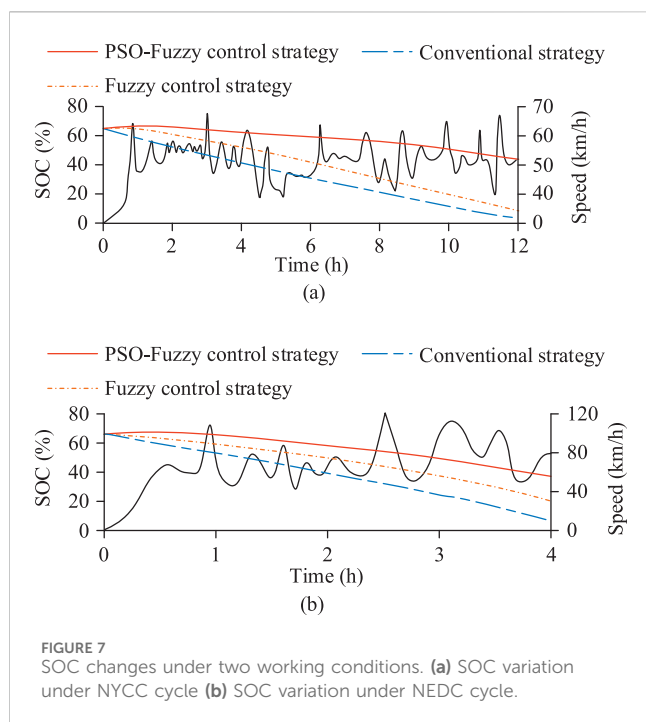 PSO-Fuzzy control strategy
Conventional strategy
Fuzzy control strategy
SOC (%)
80
60
40
20
0
70
60
50
40
20
0
Speed (km/h)
0 2 4 6 8 10 12
Time (h)
(a)
PSO-Fuzzy control strategy
Conventional strategy
Fuzzy control strategy
SOC (%)
80
60
40
20
0
120
80
60
40
0
Speed (km/h)
0 1 2 3 4
Time (h)
(b)
FIGURE 7
SOC changes under two working conditions. (a) SOC variation
under NYCC cycle (b) SOC variation under NEDC cycle.